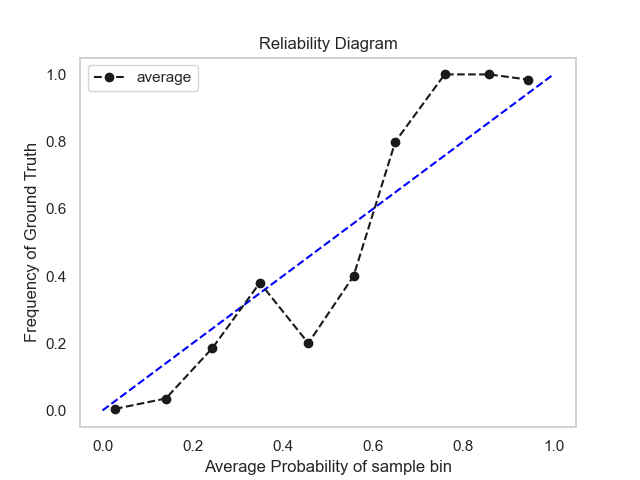 Reliability Diagram
average
Frequency of Ground Truth
1.0
0.8
0.6
0.4
0.2
0.0
0.0 0.2 0.4 0.6 0.8 1.0
Average Probability of sample bin